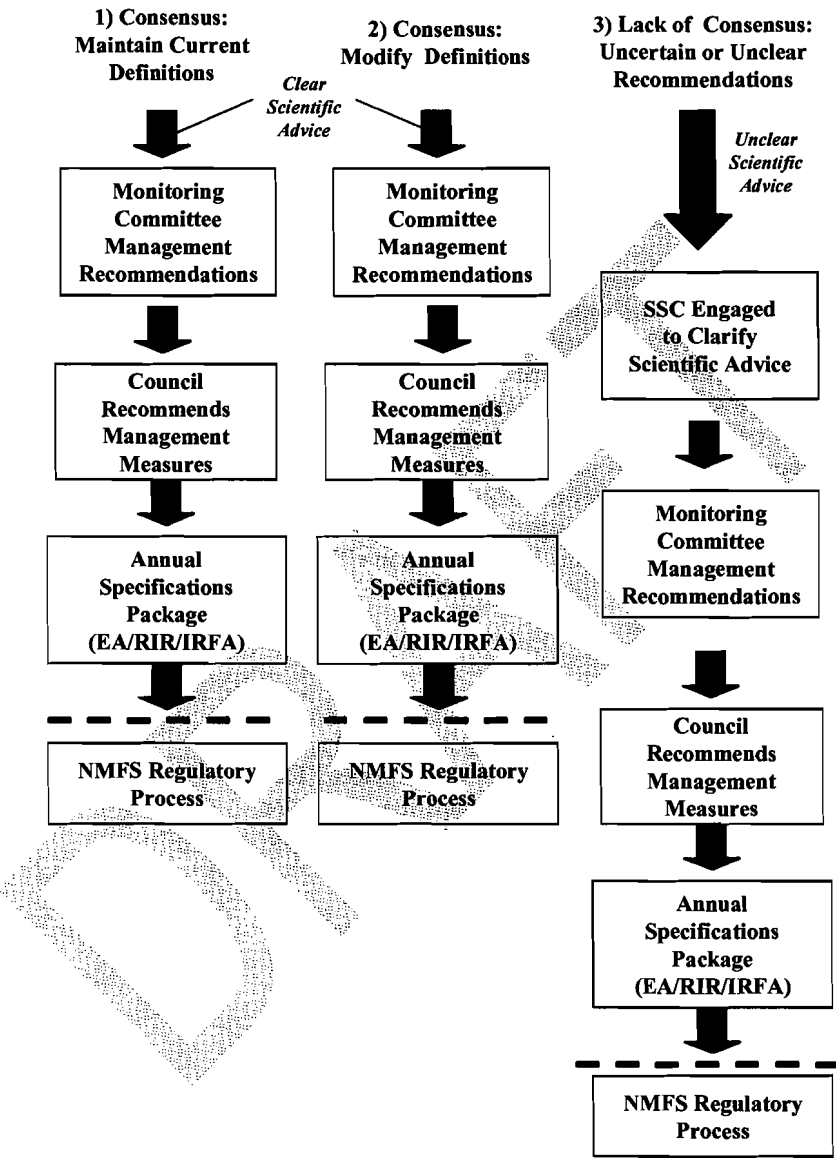 1) Consensus:
Maintain Current
Definitions
Clear
Scientific
Advice
Monitoring
Committee
Management
Recommendations
Council
Recommends
Management
Measures
Annual
Specifications
Package
(EA/RIR/IRFA)
NMFS Regulatory
Process
2) Consensus:
Modify Definitions
Monitoring
Committee
Management
Recommendations
Council
Recommends
Management
Measures
Annual
Specifications
Package
(EA/RIR/IRFA)
NMFS Regulatory
Process
3) Lack of Consensus:
Uncertain or Unclear
Recommendations
Unclear
Scientific
Advice
SSC Engaged
to Clarify
Scientific Advice
Monitoring
Committee
Management
Recommendations
Council
Recommends
Management
Measures
Annual
Specifications
Package
(EA/RIR/IRFA)
NMFS Regulatory
Process
DRAFT